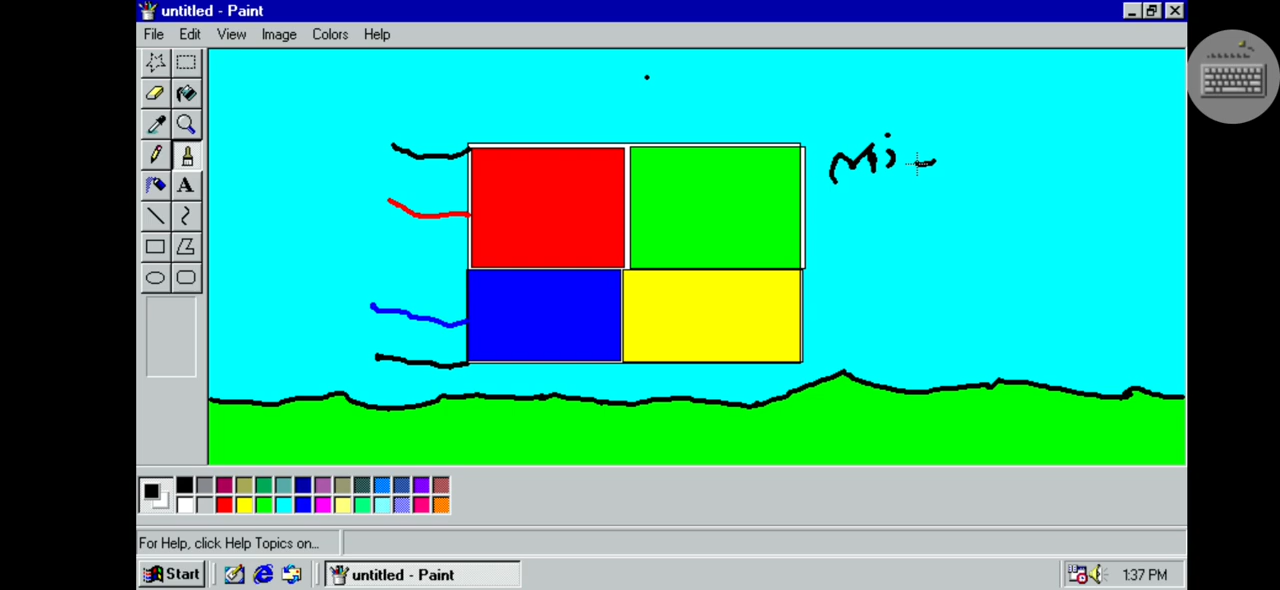 untitled - Paint
File Edit View Image Colors Help
Mi
A
For Help, click Help Topics on...
Start untitled - Paint 1:37 PM